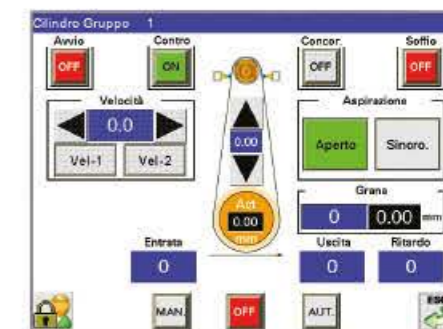 Cilindro Gruppo 1
Avvio Contro Concor. Soffio
OFF ON OFF OFF
Velocità Aspirazione
0.0 0.00
Vel-1 Vel-2 Aperto Sincro.
Grana
Act
0.00
mm
0 0.00 mm
Entrata Uscita Ritardo
0 0 0
MAN. OFF AUT. ESC